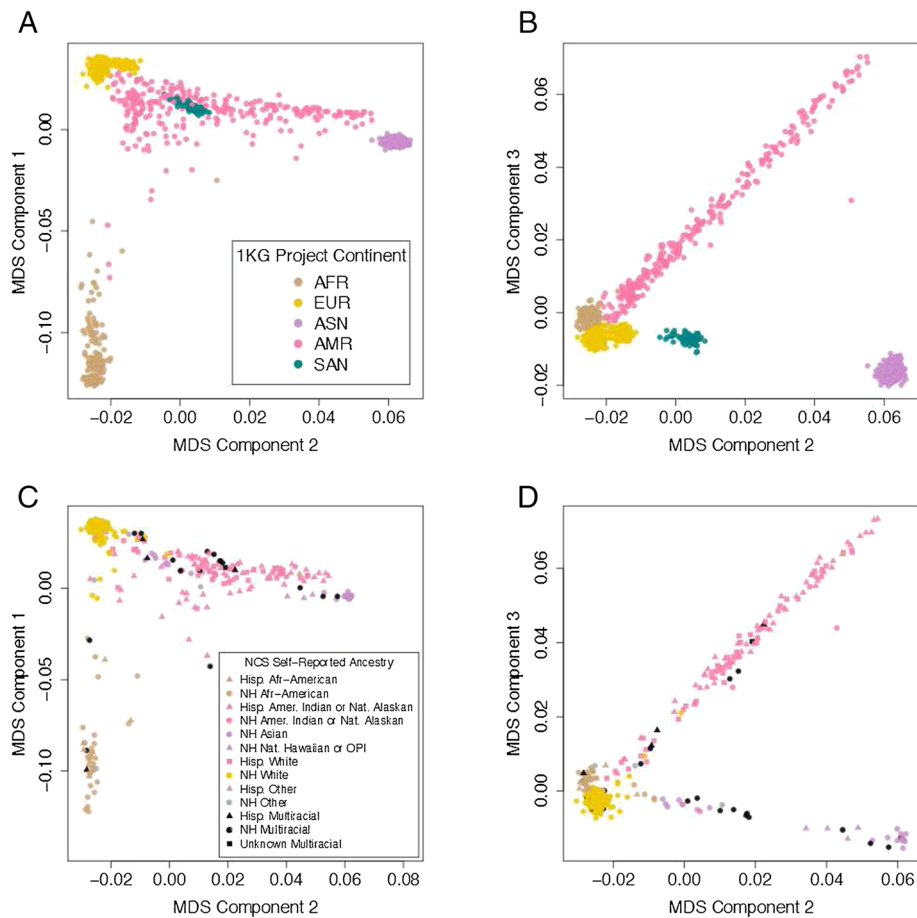 A
B
0.00
−0.05
−0.10
MDS Component 1
−0.02 0.00 0.02 0.04 0.06
MDS Component 2
1KG Project Continent
AFR
EUR
ASN
AMR
SAN
0.06
0.04
0.02
0.00
−0.02
MDS Component 3
−0.02 0.00 0.02 0.04 0.06
MDS Component 2
C
D
0.00
−0.05
−0.10
MDS Component 1
−0.02 0.00 0.02 0.04 0.06 0.08
MDS Component 2
NCS Self−Reported Ancestry
Hisp. Afr−American
NH Afr−American
Hisp. Amer. Indian or Nat. Alaskan
NH Amer. Indian or Nat. Alaskan
NH Asian
NH Nat. Hawaiian or OPI
Hisp. White
NH White
Hisp. Other
NH Other
Hisp. Multiracial
NH Multiracial
Unknown Multiracial
0.06
0.04
0.02
0.00
MDS Component 3
−0.02 0.00 0.02 0.04 0.06
MDS Component 2